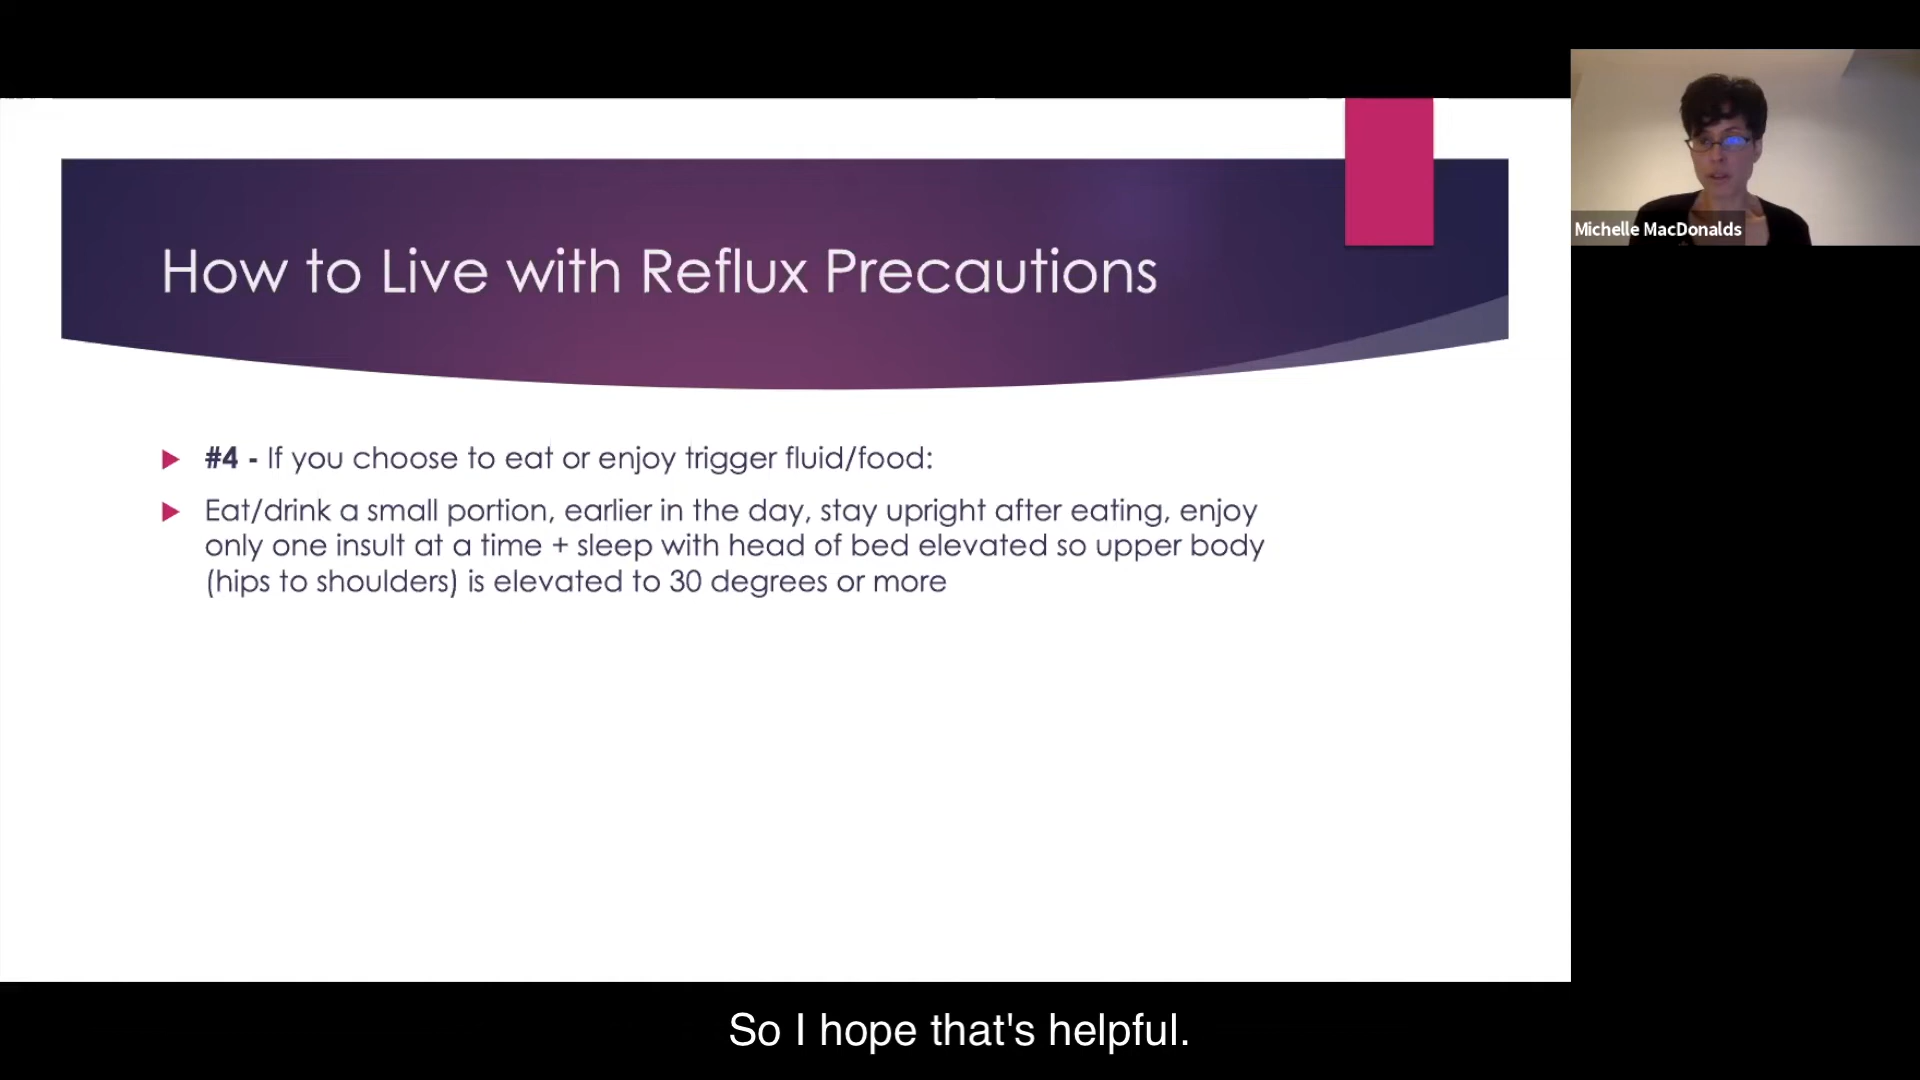 How to Live with Reflux Precautions
Michelle MacDonalds
#4 - If you choose to eat or enjoy trigger fluid/food:
Eat/drink a small portion, earlier in the day, stay upright after eating, enjoy
only one insult at a time + sleep with head of bed elevated so upper body
(hips to shoulders) is elevated to 30 degrees or more
So I hope that's helpful.